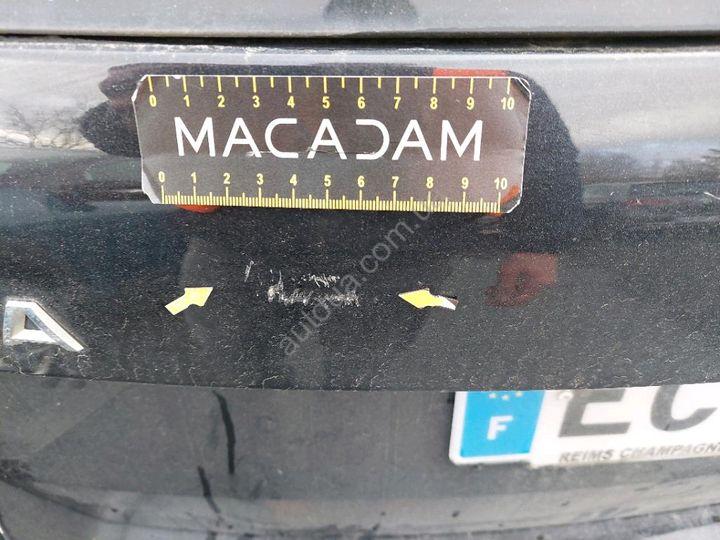 0 1 2 3 4 5 6 7 8 9 10
MACADAM
0 1 2 3 4 5 6 7 8 9 10
A
F
EC
REIMS CHAMPAGNE